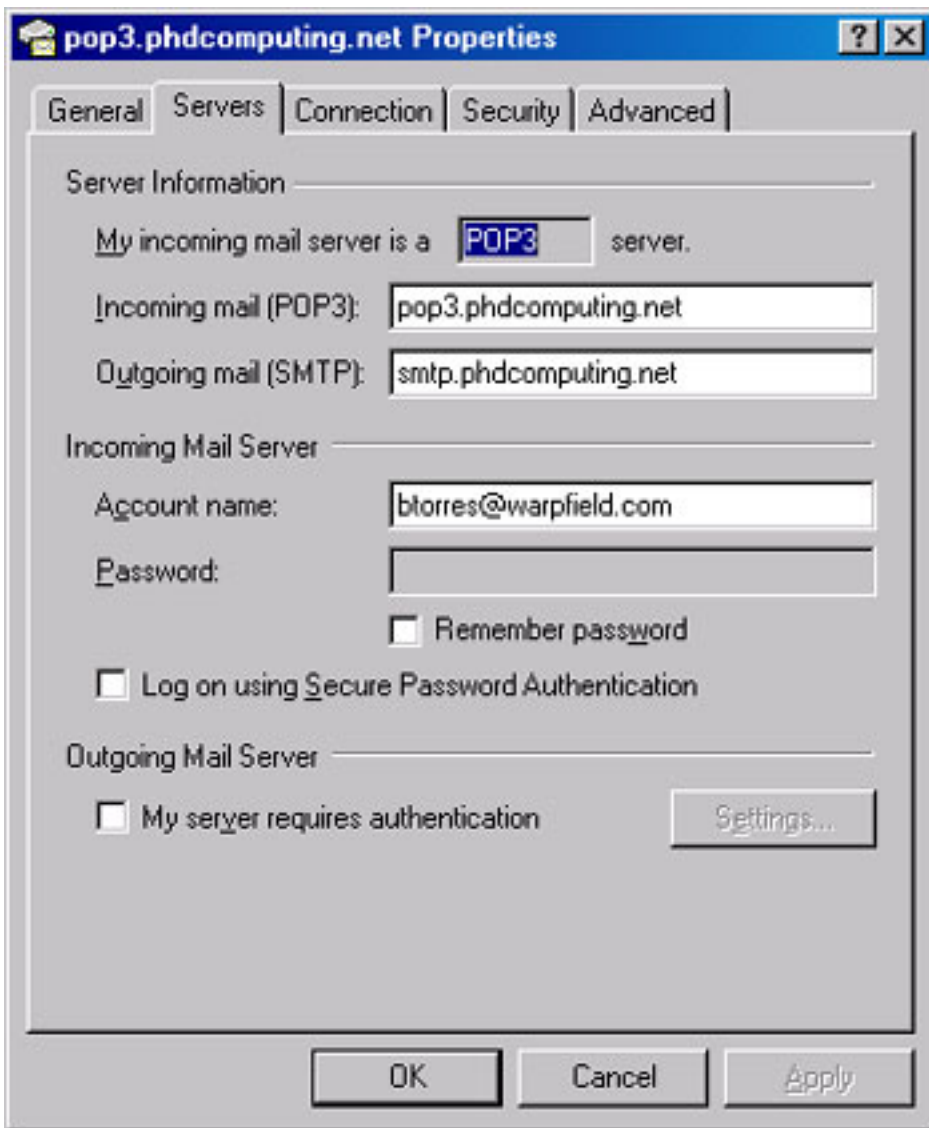 pop3.phdcomputing.net Properties
General Servers Connection Security Advanced
Server Information
My incoming mail server is a POP3 server.
Incoming mail (POP3): pop3.phdcomputing.net
Outgoing mail (SMTP): smtp.phdcomputing.net
Incoming Mail Server
Account name: btorres@warpfield.com
Password:
Remember password
Log on using Secure Password Authentication
Outgoing Mail Server
My server requires authentication Settings...
OK Cancel Apply